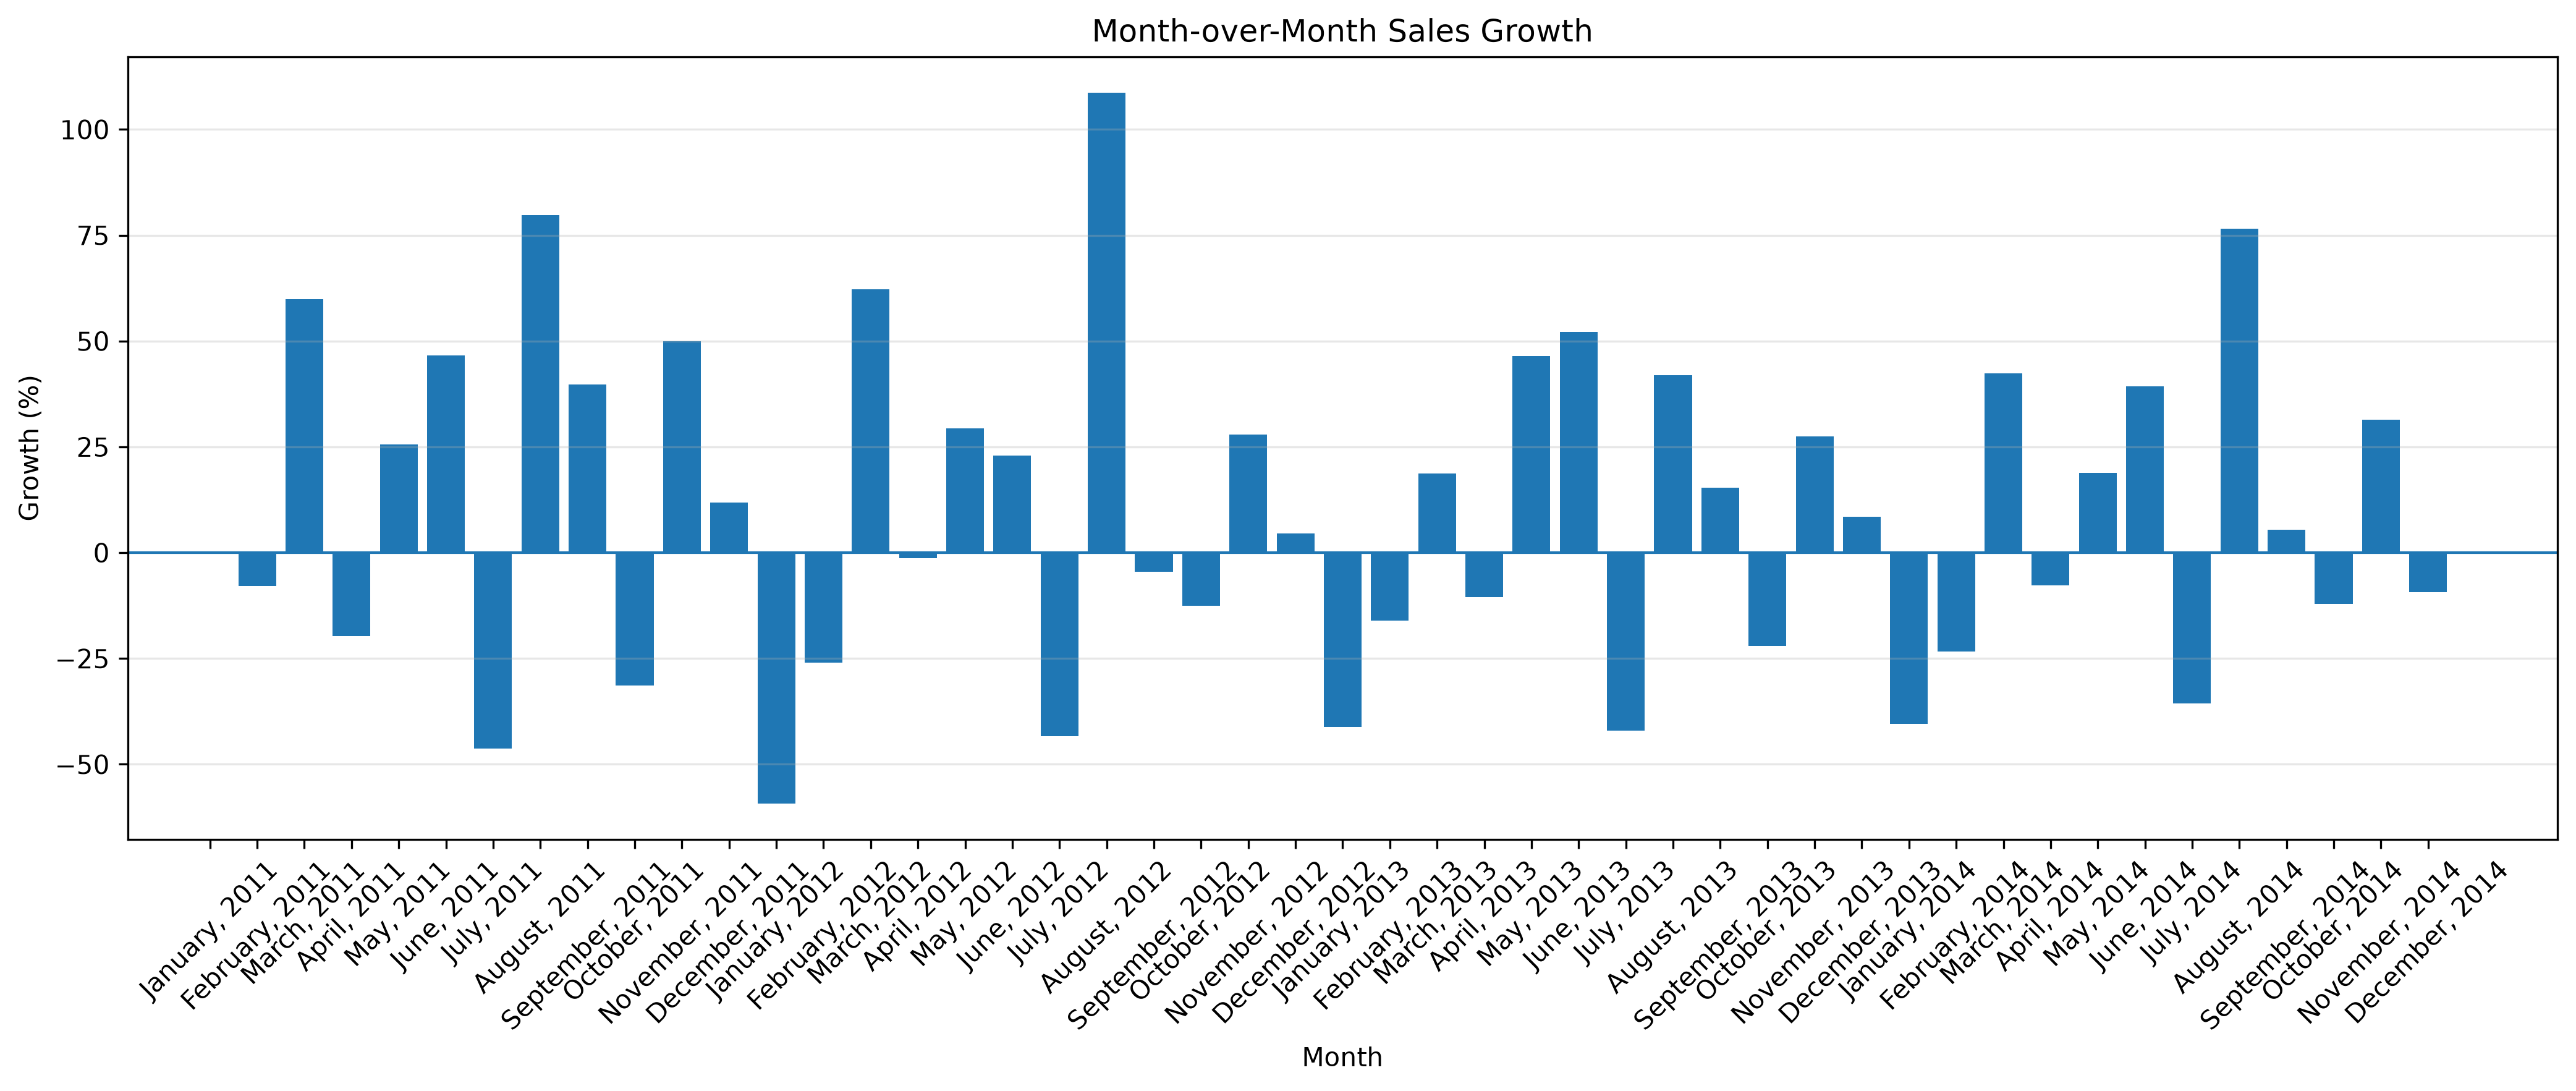 Month-over-Month Sales Growth
Growth (%)
100
75
50
25
0
−25
−50
January, 2011
February, 2011
March, 2011
April, 2011
May, 2011
June, 2011
July, 2011
August, 2011
September, 2011
October, 2011
November, 2011
December, 2011
January, 2012
February, 2012
March, 2012
April, 2012
May, 2012
June, 2012
July, 2012
August, 2012
September, 2012
October, 2012
November, 2012
December, 2012
January, 2013
February, 2013
March, 2013
April, 2013
May, 2013
June, 2013
July, 2013
August, 2013
September, 2013
October, 2013
November, 2013
December, 2013
January, 2014
February, 2014
March, 2014
April, 2014
May, 2014
June, 2014
July, 2014
August, 2014
September, 2014
October, 2014
November, 2014
December, 2014
Month